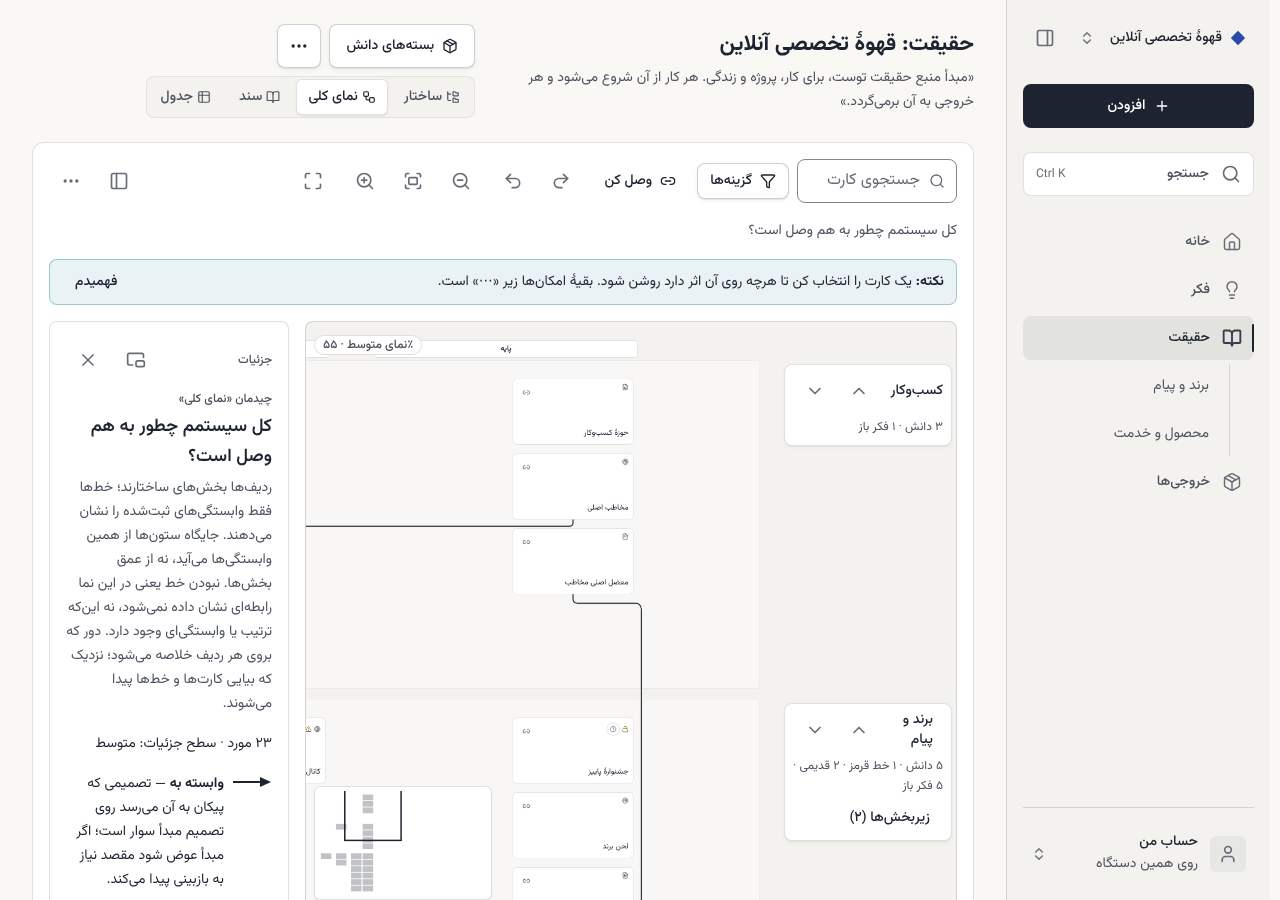 قهوهٔ تخصصی آنلاین
افزودن
جستجو
Ctrl K
خانه
فکر
حقیقت
برند و پیام
محصول و خدمت
خروجی‌ها
حساب من
روی همین دستگاه
حقیقت: قهوهٔ تخصصی آنلاین
«مبدأ منبع حقیقت توست، برای کار، پروژه و زندگی. هر کار از آن شروع می‌شود و هر
خروجی به آن برمی‌گردد.»
بسته‌های دانش
ساختار
نمای کلی
سند
جدول
جستجوی کارت
گزینه‌ها
وصل کن
کل سیستمم چطور به هم وصل است؟
نکته: یک کارت را انتخاب کن تا هرچه روی آن اثر دارد روشن شود. بقیهٔ امکان‌ها زیر «···» است.
فهمیدم
نمای متوسط · ۵۵٪
پایه
کسب‌وکار
۳ دانش · ۱ فکر باز
حوزهٔ کسب‌وکار
مخاطب اصلی
معضل اصلی مخاطب
برند و
پیام
۵ دانش · ۱ خط قرمز · ۲ قدیمی ·
۵ فکر باز
زیربخش‌ها (۲)
جشنوارهٔ پاییز
کانال
لحن برند
جزئیات
چیدمان «نمای کلی»
کل سیستمم چطور به هم
وصل است؟
ردیف‌ها بخش‌های ساختارند؛ خط‌ها
فقط وابستگی‌های ثبت‌شده را نشان
می‌دهند. جایگاه ستون‌ها از همین
وابستگی‌ها می‌آید، نه از عمق
بخش‌ها. نبودن خط یعنی در این نما
رابطه‌ای نشان داده نمی‌شود، نه این‌که
ترتیب یا وابستگی‌ای وجود دارد. دور که
بروی هر ردیف خلاصه می‌شود؛ نزدیک
که بیایی کارت‌ها و خط‌ها پیدا
می‌شوند.
۲۳ مورد · سطح جزئیات: متوسط
وابسته به — تصمیمی که
پیکان به آن می‌رسد روی
تصمیم مبدأ سوار است؛ اگر
مبدأ عوض شود مقصد نیاز
به بازبینی پیدا می‌کند.